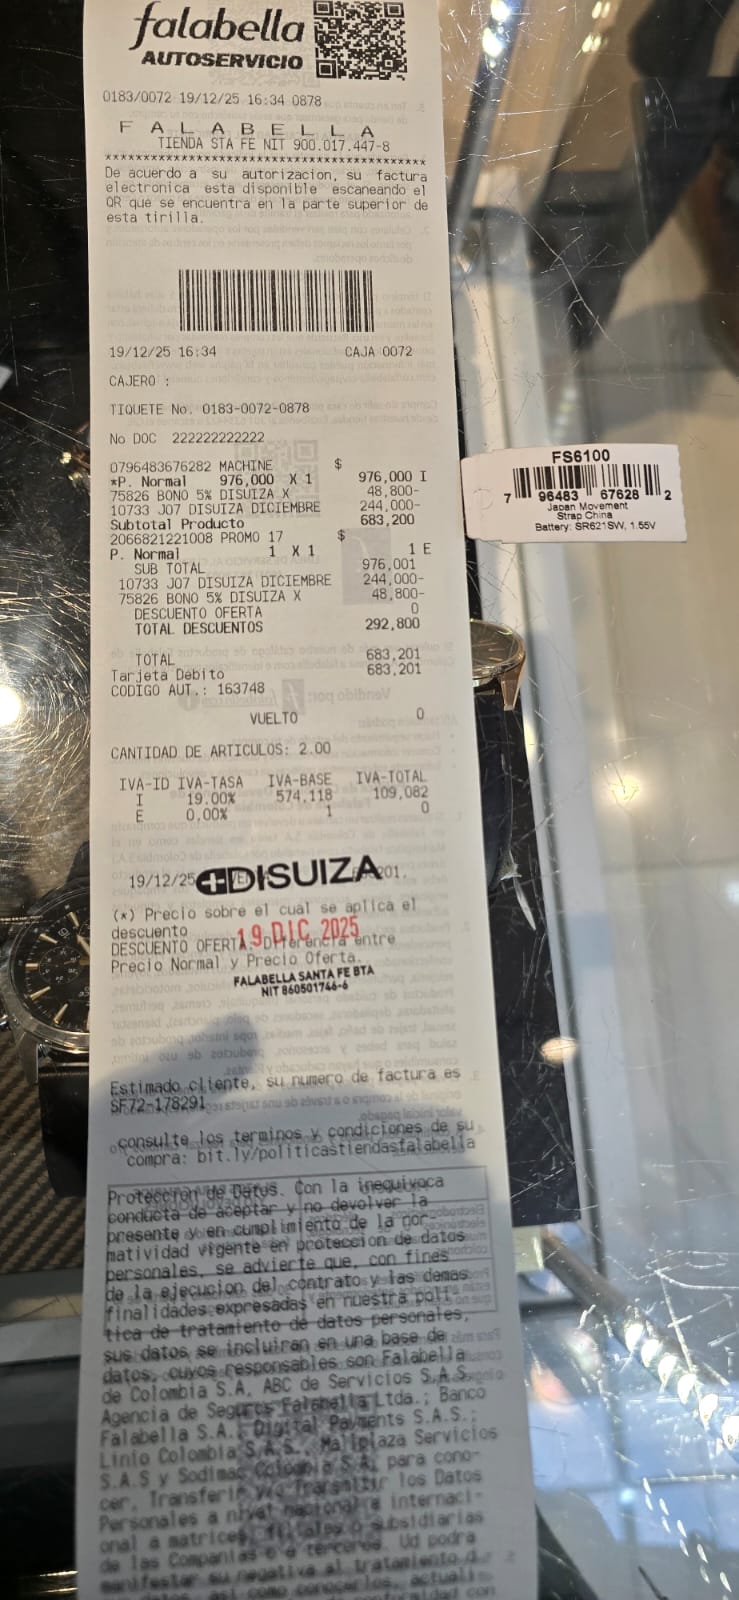 falabella
AUTOSERVICIO
0183/0072 19/12/25 16:34 0878
F A L A B E L L A
TIENDA STA FE NIT 900.017.447-8
******************************************
De acuerdo a su autorizacion, su factura
electronica esta disponible escaneando el
QR que se encuentra en la parte superior de
esta tirilla.
19/12/25 16:34 CAJA 0072
CAJERO :
TIQUETE No. 0183-0072-0878
No DOC 222222222222
0796483676282 MACHINE $
*P. Normal 976,000 X 1 976,000 I
75826 BONO 5% DISUIZA X 48,800-
10733 JO7 DISUIZA DICIEMBRE 244,000-
Subtotal Producto 683,200
2066821221008 PROMO 17 $
P. Normal 1 X 1 1 E
SUB TOTAL 976,001
10733 JO7 DISUIZA DICIEMBRE 244,000-
75826 BONO 5% DISUIZA X 48,800-
DESCUENTO OFERTA 0
TOTAL DESCUENTOS 292,800
TOTAL 683,201
Tarjeta Debito 683,201
CODIGO AUT.: 163748
VUELTO 0
CANTIDAD DE ARTICULOS: 2.00
IVA-ID IVA-TASA IVA-BASE IVA-TOTAL
I 19.00% 574,118 109,082
E 0,00% 1 0
19/12/25
DISUIZA
(*) Precio sobre el cual se aplica el
descuento
19 DIC 2025
DESCUENTO OFERTA: Diferencia entre
Precio Normal y Precio Oferta.
FALABELLA SANTA FE BTA
NIT 860501746-6
Estimado cliente, su numero de factura es
SF72-178291
consulte los terminos y condiciones de su
compra: bit.ly/politicastiendasfalabella
Proteccion de Datos. Con la inequivoca
conducta de aceptar y no devolver la
presente y en cumplimiento de la nor-
matividad vigente en proteccion de datos
personales, se advierte que, con fines
de la ejecucion del contrato y las demas
finalidades expresadas en nuestra poli-
tica de tratamiento de datos personales,
sus datos se incluiran en una base de
datos, cuyos responsables son Falabella
de Colombia S.A. ABC de Servicios S.A.S.
Agencia de Seguros Falabella Ltda.; Banco
Falabella S.A.; Digital Payments S.A.S.;
Linio Colombia S.A.S., Mallplaza Servicios
S.A.S y Sodimac Colombia S.A. para cono-
cer, Transferir y/o Transmitir los Datos
Personales a nivel nacional e internaci-
onal a matrices, filiales o subsidiarias
de las Companias o a terceros. Ud podra
manifestar su negativa al tratamiento d
datos, asi como conocerlos, actuali-
FS6100
7 96483 67628 2
Japan Movement
Strap China
Battery: SR621SW, 1.55V